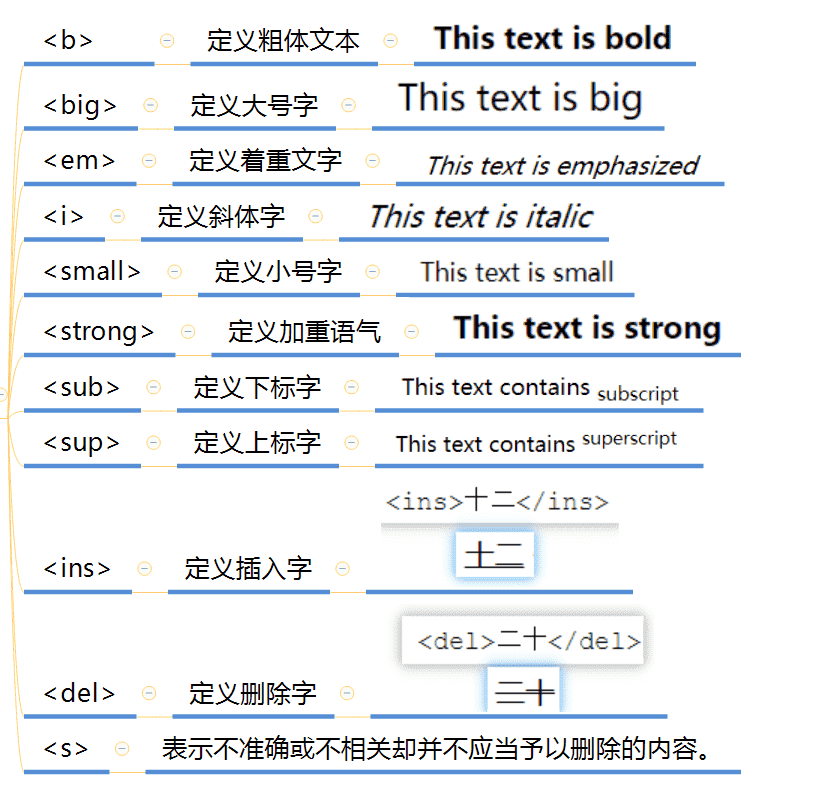 <b> 定义粗体文本 This text is bold
<big> 定义大号字 This text is big
<em> 定义着重文字 This text is emphasized
<i> 定义斜体字 This text is italic
<small> 定义小号字 This text is small
<strong> 定义加重语气 This text is strong
<sub> 定义下标字 This text contains subscript
<sup> 定义上标字 This text contains superscript
<ins>十二</ins>
十二
<ins> 定义插入字
<del>二十</del>
二十
<del> 定义删除字
<s> 表示不准确或不相关却并不应当予以删除的内容。